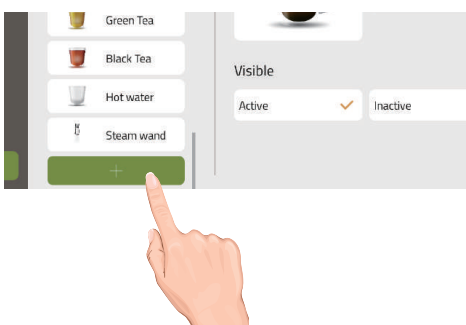 Green Tea
Black Tea
Hot water
Steam wand
+
Visible
Active
Inactive